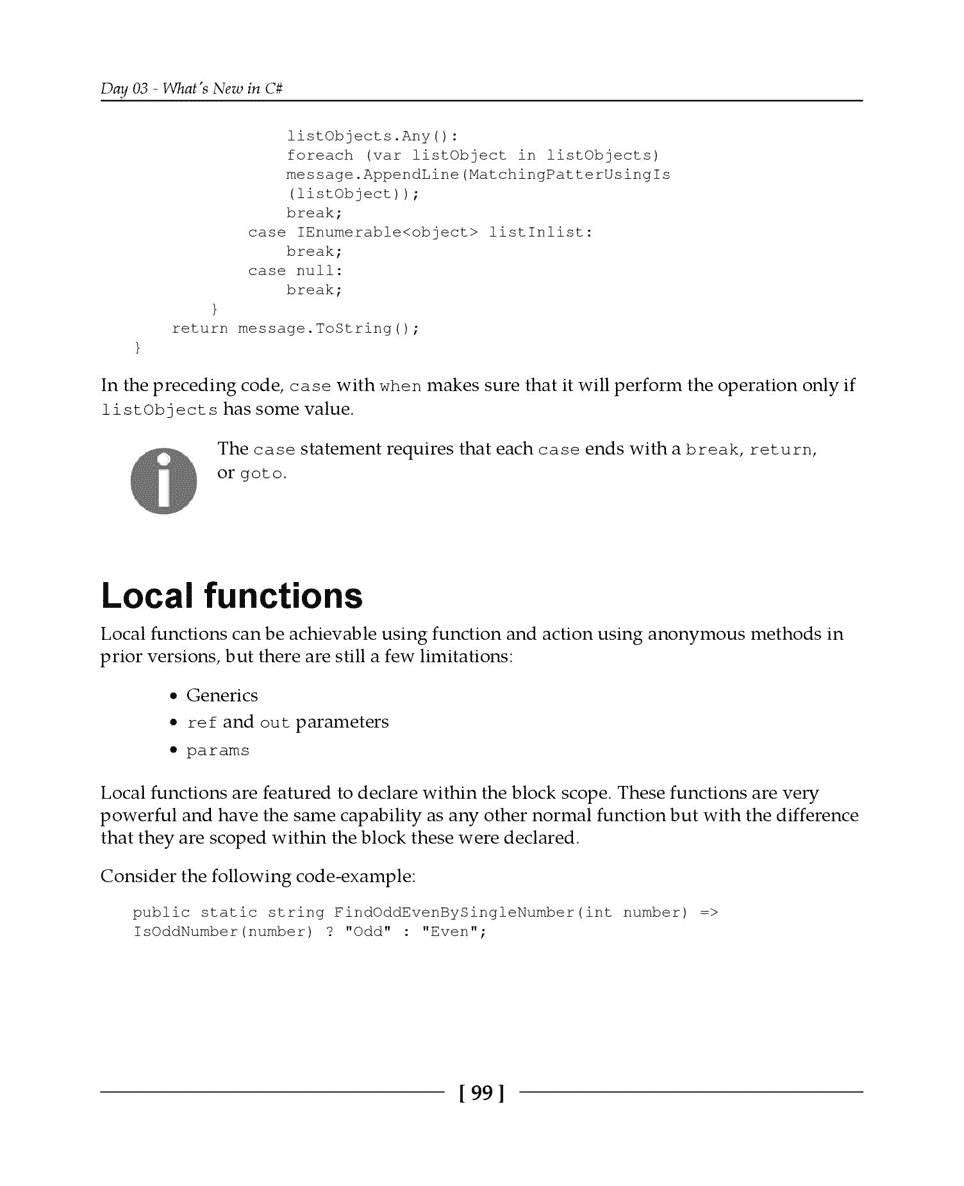 Day 03 - What's New in C#
listObjects.Any():
foreach (var listObject in listObjects)
message.AppendLine(MatchingPatterUsingIs
(listObject));
break;
case IEnumerable<object> listInlist:
break;
case null:
break;
}
return message.ToString();
}
In the preceding code, case with when makes sure that it will perform the operation only if
listObjects has some value.
The case statement requires that each case ends with a break, return,
or goto.
Local functions
Local functions can be achievable using function and action using anonymous methods in
prior versions, but there are still a few limitations:
• Generics
• ref and out parameters
• params
Local functions are featured to declare within the block scope. These functions are very
powerful and have the same capability as any other normal function but with the difference
that they are scoped within the block these were declared.
Consider the following code-example:
public static string FindOddEvenBySingleNumber(int number) =>
IsOddNumber(number) ? "Odd" : "Even";
[ 99 ]